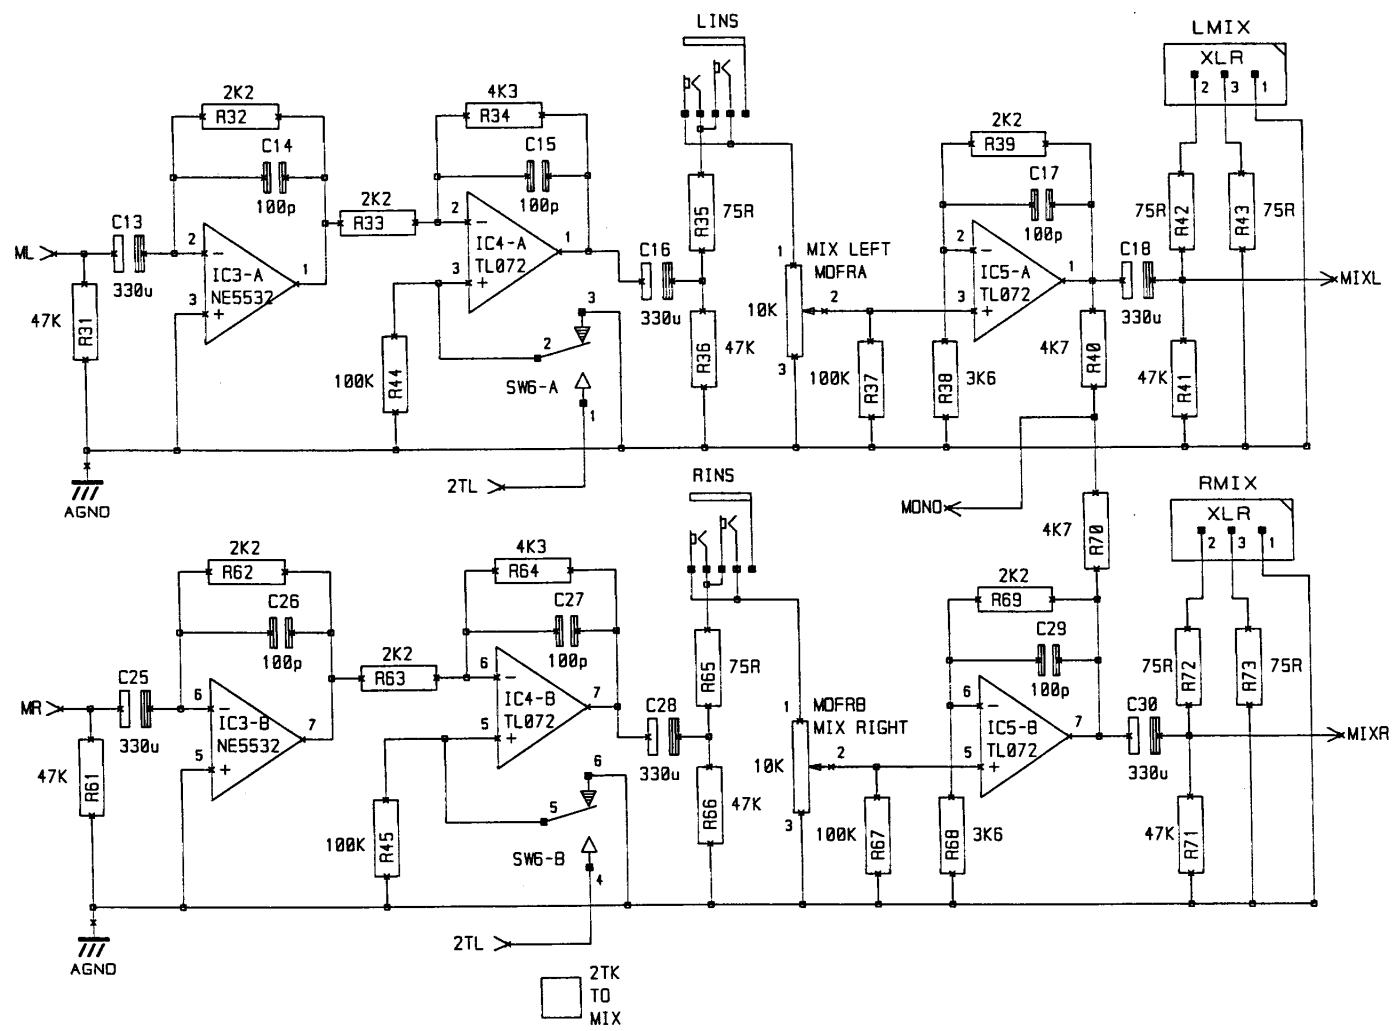 LINS
LMIX
XLR
2 3 1
2K2
R32
C14
100p
4K3
R34
C15
100p
2K2
R33
2K2
R39
C17
100p
75R
R35
75R
R42
R43
75R
C13
330u
ML
47K
R31
2
3
1
IC3-A
NE5532
2
3
1
IC4-A
TL072
C16
330u
MIX LEFT
MDFRA
1
2
3
10K
2
3
1
IC5-A
TL072
C18
330u
MIXL
100K
R44
2
3
1
SW6-A
R36
47K
100K
R37
R38
3K6
4K7
R40
47K
R41
2TL
AGND
RINS
MONO
4K7
R70
RMIX
XLR
2 3 1
2K2
R62
C26
100p
4K3
R64
C27
100p
2K2
R63
2K2
R69
C29
100p
R65
75R
75R
R72
R73
75R
C25
330u
MR
47K
R61
6
5
7
IC3-B
NE5532
6
5
7
IC4-B
TL072
C28
330u
MDFRB
MIX RIGHT
1
2
3
10K
6
5
7
IC5-B
TL072
C30
330u
MIXR
100K
R45
5
6
4
SW6-B
R66
47K
100K
R67
R68
3K6
47K
R71
2TL
AGND
2TK
TO
MIX